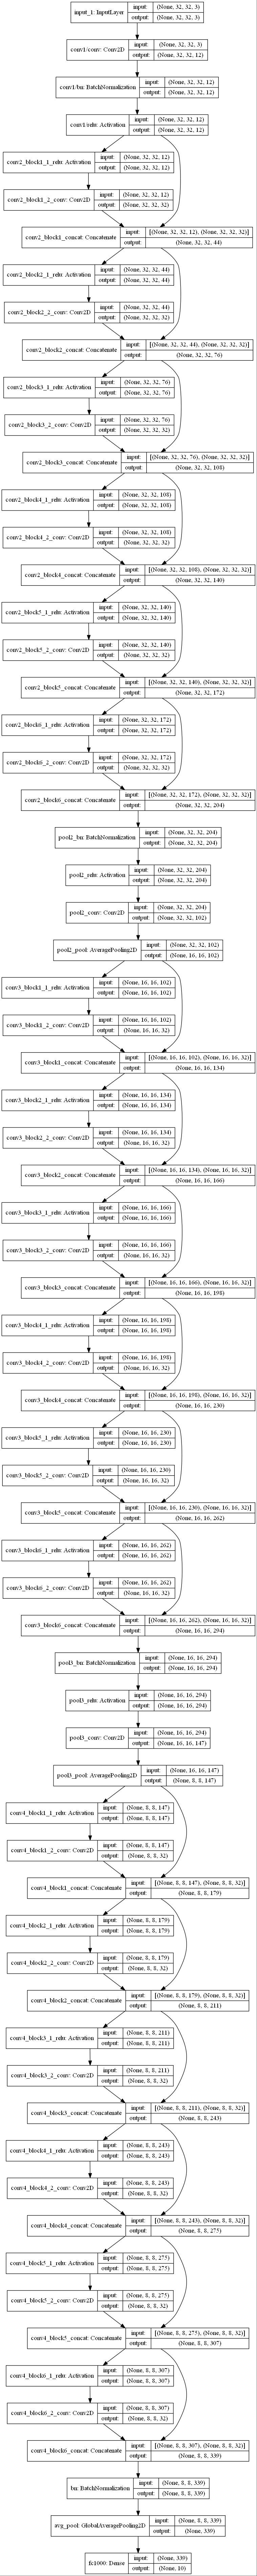 input_1: InputLayer
input: (None, 32, 32, 3)
output: (None, 32, 32, 3)
conv1/conv: Conv2D
input: (None, 32, 32, 3)
output: (None, 32, 32, 12)
conv1/bn: BatchNormalization
input: (None, 32, 32, 12)
output: (None, 32, 32, 12)
conv1/relu: Activation
input: (None, 32, 32, 12)
output: (None, 32, 32, 12)
conv2_block1_1_relu: Activation
input: (None, 32, 32, 12)
output: (None, 32, 32, 12)
conv2_block1_2_conv: Conv2D
input: (None, 32, 32, 12)
output: (None, 32, 32, 32)
conv2_block1_concat: Concatenate
input: [(None, 32, 32, 12), (None, 32, 32, 32)]
output: (None, 32, 32, 44)
conv2_block2_1_relu: Activation
input: (None, 32, 32, 44)
output: (None, 32, 32, 44)
conv2_block2_2_conv: Conv2D
input: (None, 32, 32, 44)
output: (None, 32, 32, 32)
conv2_block2_concat: Concatenate
input: [(None, 32, 32, 44), (None, 32, 32, 32)]
output: (None, 32, 32, 76)
conv2_block3_1_relu: Activation
input: (None, 32, 32, 76)
output: (None, 32, 32, 76)
conv2_block3_2_conv: Conv2D
input: (None, 32, 32, 76)
output: (None, 32, 32, 32)
conv2_block3_concat: Concatenate
input: [(None, 32, 32, 76), (None, 32, 32, 32)]
output: (None, 32, 32, 108)
conv2_block4_1_relu: Activation
input: (None, 32, 32, 108)
output: (None, 32, 32, 108)
conv2_block4_2_conv: Conv2D
input: (None, 32, 32, 108)
output: (None, 32, 32, 32)
conv2_block4_concat: Concatenate
input: [(None, 32, 32, 108), (None, 32, 32, 32)]
output: (None, 32, 32, 140)
conv2_block5_1_relu: Activation
input: (None, 32, 32, 140)
output: (None, 32, 32, 140)
conv2_block5_2_conv: Conv2D
input: (None, 32, 32, 140)
output: (None, 32, 32, 32)
conv2_block5_concat: Concatenate
input: [(None, 32, 32, 140), (None, 32, 32, 32)]
output: (None, 32, 32, 172)
conv2_block6_1_relu: Activation
input: (None, 32, 32, 172)
output: (None, 32, 32, 172)
conv2_block6_2_conv: Conv2D
input: (None, 32, 32, 172)
output: (None, 32, 32, 32)
conv2_block6_concat: Concatenate
input: [(None, 32, 32, 172), (None, 32, 32, 32)]
output: (None, 32, 32, 204)
pool2_bn: BatchNormalization
input: (None, 32, 32, 204)
output: (None, 32, 32, 204)
pool2_relu: Activation
input: (None, 32, 32, 204)
output: (None, 32, 32, 204)
pool2_conv: Conv2D
input: (None, 32, 32, 204)
output: (None, 32, 32, 102)
pool2_pool: AveragePooling2D
input: (None, 32, 32, 102)
output: (None, 16, 16, 102)
conv3_block1_1_relu: Activation
input: (None, 16, 16, 102)
output: (None, 16, 16, 102)
conv3_block1_2_conv: Conv2D
input: (None, 16, 16, 102)
output: (None, 16, 16, 32)
conv3_block1_concat: Concatenate
input: [(None, 16, 16, 102), (None, 16, 16, 32)]
output: (None, 16, 16, 134)
conv3_block2_1_relu: Activation
input: (None, 16, 16, 134)
output: (None, 16, 16, 134)
conv3_block2_2_conv: Conv2D
input: (None, 16, 16, 134)
output: (None, 16, 16, 32)
conv3_block2_concat: Concatenate
input: [(None, 16, 16, 134), (None, 16, 16, 32)]
output: (None, 16, 16, 166)
conv3_block3_1_relu: Activation
input: (None, 16, 16, 166)
output: (None, 16, 16, 166)
conv3_block3_2_conv: Conv2D
input: (None, 16, 16, 166)
output: (None, 16, 16, 32)
conv3_block3_concat: Concatenate
input: [(None, 16, 16, 166), (None, 16, 16, 32)]
output: (None, 16, 16, 198)
conv3_block4_1_relu: Activation
input: (None, 16, 16, 198)
output: (None, 16, 16, 198)
conv3_block4_2_conv: Conv2D
input: (None, 16, 16, 198)
output: (None, 16, 16, 32)
conv3_block4_concat: Concatenate
input: [(None, 16, 16, 198), (None, 16, 16, 32)]
output: (None, 16, 16, 230)
conv3_block5_1_relu: Activation
input: (None, 16, 16, 230)
output: (None, 16, 16, 230)
conv3_block5_2_conv: Conv2D
input: (None, 16, 16, 230)
output: (None, 16, 16, 32)
conv3_block5_concat: Concatenate
input: [(None, 16, 16, 230), (None, 16, 16, 32)]
output: (None, 16, 16, 262)
conv3_block6_1_relu: Activation
input: (None, 16, 16, 262)
output: (None, 16, 16, 262)
conv3_block6_2_conv: Conv2D
input: (None, 16, 16, 262)
output: (None, 16, 16, 32)
conv3_block6_concat: Concatenate
input: [(None, 16, 16, 262), (None, 16, 16, 32)]
output: (None, 16, 16, 294)
pool3_bn: BatchNormalization
input: (None, 16, 16, 294)
output: (None, 16, 16, 294)
pool3_relu: Activation
input: (None, 16, 16, 294)
output: (None, 16, 16, 294)
pool3_conv: Conv2D
input: (None, 16, 16, 294)
output: (None, 16, 16, 147)
pool3_pool: AveragePooling2D
input: (None, 16, 16, 147)
output: (None, 8, 8, 147)
conv4_block1_1_relu: Activation
input: (None, 8, 8, 147)
output: (None, 8, 8, 147)
conv4_block1_2_conv: Conv2D
input: (None, 8, 8, 147)
output: (None, 8, 8, 32)
conv4_block1_concat: Concatenate
input: [(None, 8, 8, 147), (None, 8, 8, 32)]
output: (None, 8, 8, 179)
conv4_block2_1_relu: Activation
input: (None, 8, 8, 179)
output: (None, 8, 8, 179)
conv4_block2_2_conv: Conv2D
input: (None, 8, 8, 179)
output: (None, 8, 8, 32)
conv4_block2_concat: Concatenate
input: [(None, 8, 8, 179), (None, 8, 8, 32)]
output: (None, 8, 8, 211)
conv4_block3_1_relu: Activation
input: (None, 8, 8, 211)
output: (None, 8, 8, 211)
conv4_block3_2_conv: Conv2D
input: (None, 8, 8, 211)
output: (None, 8, 8, 32)
conv4_block3_concat: Concatenate
input: [(None, 8, 8, 211), (None, 8, 8, 32)]
output: (None, 8, 8, 243)
conv4_block4_1_relu: Activation
input: (None, 8, 8, 243)
output: (None, 8, 8, 243)
conv4_block4_2_conv: Conv2D
input: (None, 8, 8, 243)
output: (None, 8, 8, 32)
conv4_block4_concat: Concatenate
input: [(None, 8, 8, 243), (None, 8, 8, 32)]
output: (None, 8, 8, 275)
conv4_block5_1_relu: Activation
input: (None, 8, 8, 275)
output: (None, 8, 8, 275)
conv4_block5_2_conv: Conv2D
input: (None, 8, 8, 275)
output: (None, 8, 8, 32)
conv4_block5_concat: Concatenate
input: [(None, 8, 8, 275), (None, 8, 8, 32)]
output: (None, 8, 8, 307)
conv4_block6_1_relu: Activation
input: (None, 8, 8, 307)
output: (None, 8, 8, 307)
conv4_block6_2_conv: Conv2D
input: (None, 8, 8, 307)
output: (None, 8, 8, 32)
conv4_block6_concat: Concatenate
input: [(None, 8, 8, 307), (None, 8, 8, 32)]
output: (None, 8, 8, 339)
bn: BatchNormalization
input: (None, 8, 8, 339)
output: (None, 8, 8, 339)
avg_pool: GlobalAveragePooling2D
input: (None, 8, 8, 339)
output: (None, 339)
fc1000: Dense
input: (None, 339)
output: (None, 10)